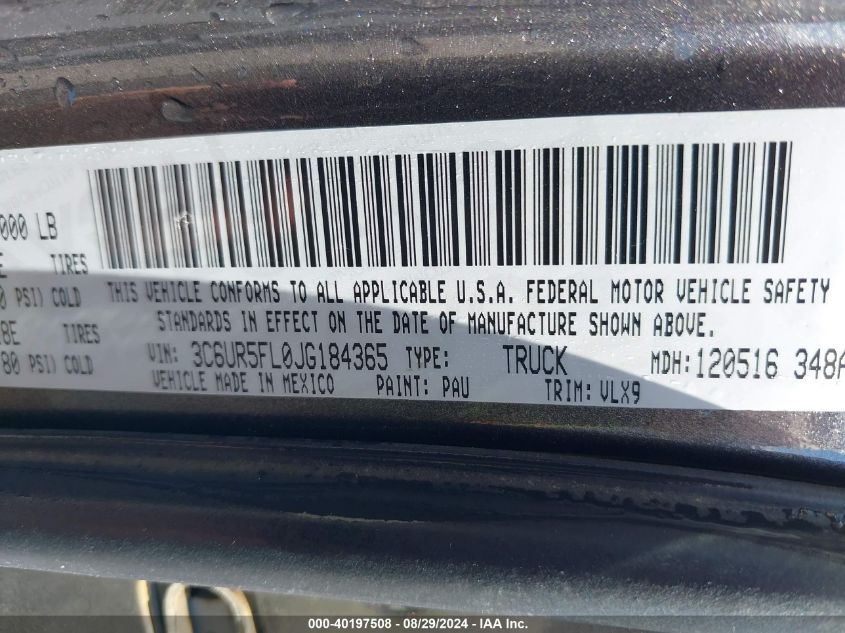 000 LB
E TIRES
0 PSI) COLD
THIS VEHICLE CONFORMS TO ALL APPLICABLE U.S.A. FEDERAL MOTOR VEHICLE SAFETY
STANDARDS IN EFFECT ON THE DATE OF MANUFACTURE SHOWN ABOVE.
8E TIRES
80 PSI) COLD
VIN: 3C6UR5FL0JG184365 TYPE: TRUCK MDH:120516 348A
VEHICLE MADE IN MEXICO PAINT: PAU TRIM: VLX9
000-40197508 - 08/29/2024 - IAA Inc.